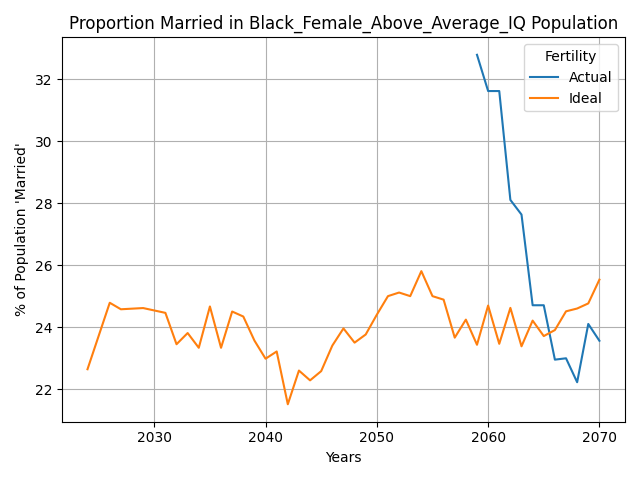 Proportion Married in Black_Female_Above_Average_IQ Population
Fertility
Actual
Ideal
% of Population 'Married'
32
30
28
26
24
22
2030
2040
2050
2060
2070
Years